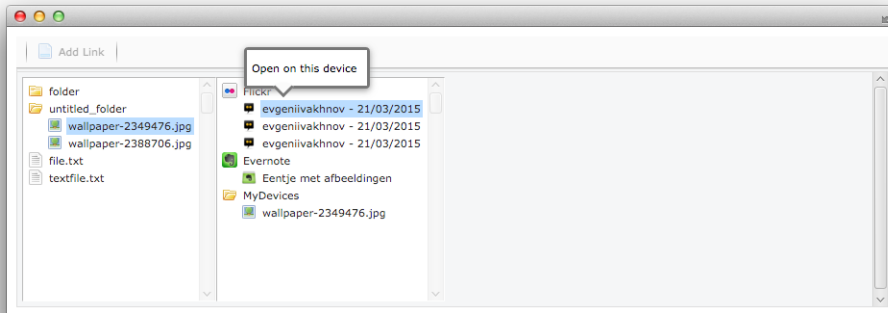 Add Link
Open on this device
folder
untitled_folder
wallpaper-2349476.jpg
wallpaper-2388706.jpg
file.txt
textfile.txt
Flickr
evgeniivakhnov - 21/03/2015
evgeniivakhnov - 21/03/2015
evgeniivakhnov - 21/03/2015
Evernote
Eentje met afbeeldingen
MyDevices
wallpaper-2349476.jpg